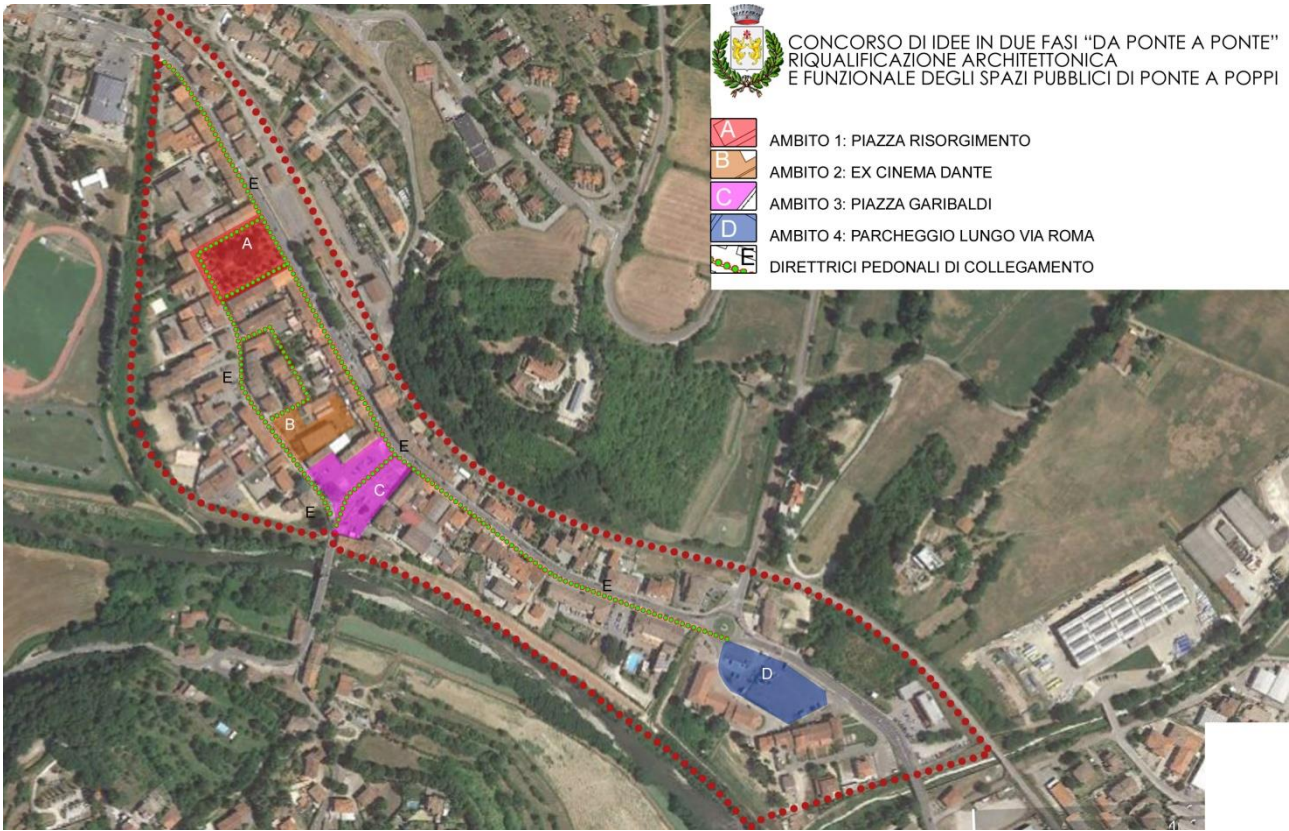 CONCORSO DI IDEE IN DUE FASI “DA PONTE A PONTE”
RIQUALIFICAZIONE ARCHITETTONICA
E FUNZIONALE DEGLI SPAZI PUBBLICI DI PONTE A POPPI
A AMBITO 1: PIAZZA RISORGIMENTO
B AMBITO 2: EX CINEMA DANTE
C AMBITO 3: PIAZZA GARIBALDI
D AMBITO 4: PARCHEGGIO LUNGO VIA ROMA
E DIRETTRICI PEDONALI DI COLLEGAMENTO
E
A
E
B
E
C
E
E
D